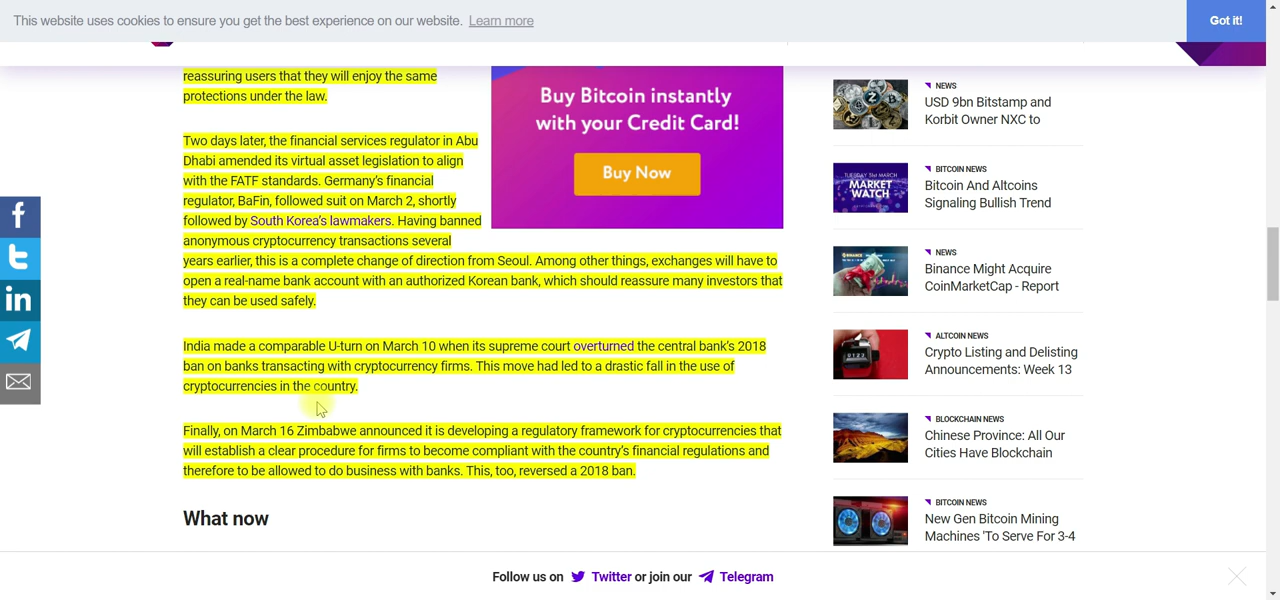 This website uses cookies to ensure you get the best experience on our website. Learn more
Got it!
reassuring users that they will enjoy the same
protections under the law.
Two days later, the financial services regulator in Abu
Dhabi amended its virtual asset legislation to align
with the FATF standards. Germany's financial
regulator, BaFin, followed suit on March 2, shortly
followed by South Korea's lawmakers. Having banned
anonymous cryptocurrency transactions several
years earlier, this is a complete change of direction from Seoul. Among other things, exchanges will have to
open a real-name bank account with an authorized Korean bank, which should reassure many investors that
they can be used safely.
India made a comparable U-turn on March 10 when its supreme court overturned the central bank's 2018
ban on banks transacting with cryptocurrency firms. This move had led to a drastic fall in the use of
cryptocurrencies in the country.
Finally, on March 16 Zimbabwe announced it is developing a regulatory framework for cryptocurrencies that
will establish a clear procedure for firms to become compliant with the country's financial regulations and
therefore to be allowed to do business with banks. This, too, reversed a 2018 ban.
What now
Buy Bitcoin instantly
with your Credit Card!
Buy Now
NEWS
USD 9bn Bitstamp and
Korbit Owner NXC to
TUESDAY 31ST MARCH
MARKET
WATCH
BITCOIN NEWS
Bitcoin And Altcoins
Signaling Bullish Trend
BINANCE
NEWS
Binance Might Acquire
CoinMarketCap - Report
ALTCOIN NEWS
Crypto Listing and Delisting
Announcements: Week 13
BLOCKCHAIN NEWS
Chinese Province: All Our
Cities Have Blockchain
BITCOIN NEWS
New Gen Bitcoin Mining
Machines 'To Serve For 3-4
Follow us on Twitter or join our Telegram